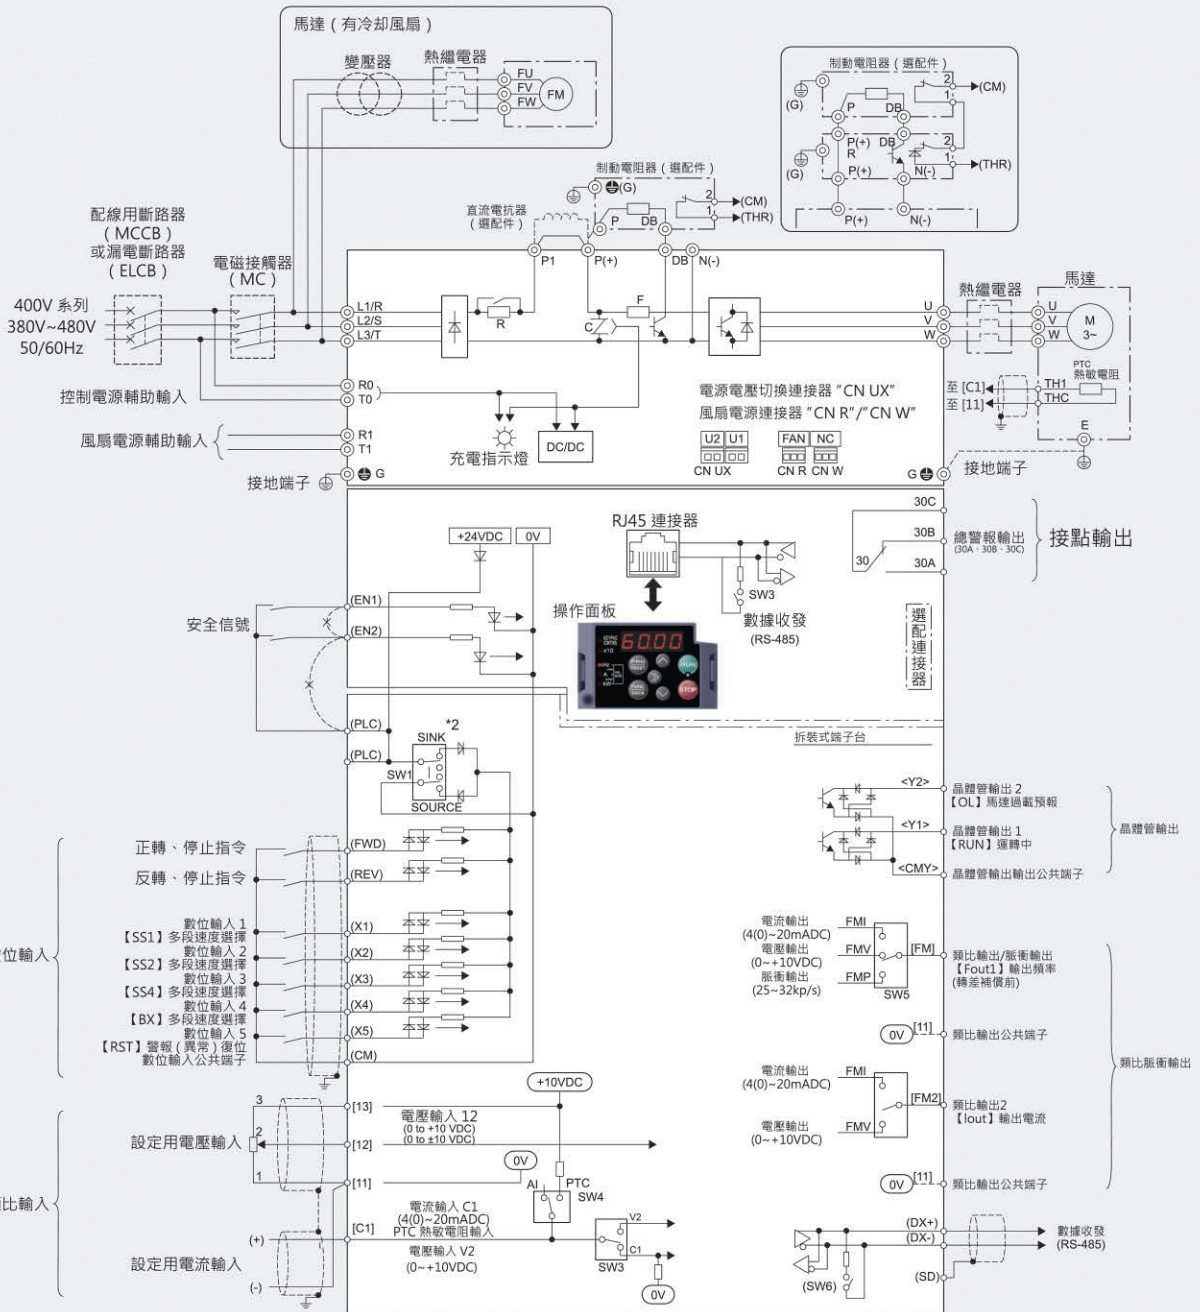 馬達（有冷却風扇）
變壓器
熱繼電器
FU
FV
FW
FM
制動電阻器（選配件）
(G)
P
DB
2
1
(CM)
P(+)
R
DB
2
1
(THR)
(G)
P(+)
N(-)
P(+)
N(-)
制動電阻器（選配件）
(G)
2
1
(CM)
(THR)
P
DB
直流電抗器
（選配件）
P1
P(+)
DB
N(-)
配線用斷路器
（MCCB）
或漏電斷路器
（ELCB）
電磁接觸器
（MC）
400V 系列
380V~480V
50/60Hz
L1/R
L2/S
L3/T
R
C
F
U
V
W
熱繼電器
馬達
U
V
W
M
3~
PTC
熱敏電阻
至 [C1]
至 [11]
TH1
THC
E
控制電源輔助輸入
R0
T0
風扇電源輔助輸入
R1
T1
充電指示燈
DC/DC
電源電壓切換連接器 "CN UX"
風扇電源連接器 "CN R"/"CN W"
U2 U1
FAN NC
CN UX
CN R CN W
接地端子
G
G
接地端子
+24VDC
0V
RJ45 連接器
SW3
數據收發
(RS-485)
操作面板
60.00
RUN
STOP
30C
30B
30A
30
總警報輸出
(30A、30B、30C)
接點輸出
選配連接器
安全信號
(EN1)
(EN2)
(PLC)
(PLC)
*2
SINK
SW1
SOURCE
拆裝式端子台
<Y2>
晶體管輸出 2
【OL】馬達過載預報
<Y1>
晶體管輸出 1
【RUN】運轉中
<CMY>
晶體管輸出輸出公共端子
晶體管輸出
位輸入
正轉、停止指令
(FWD)
反轉、停止指令
(REV)
數位輸入 1
【SS1】多段速度選擇
(X1)
數位輸入 2
【SS2】多段速度選擇
(X2)
數位輸入 3
【SS4】多段速度選擇
(X3)
數位輸入 4
【BX】多段速度選擇
(X4)
數位輸入 5
【RST】警報（異常）復位
(X5)
數位輸入公共端子
(CM)
電流輸出
(4(0)~20mADC)
FMI
電壓輸出
(0~+10VDC)
FMV
脈衝輸出
(25~32kp/s)
FMP
SW5
[FM]
類比輸出/脈衝輸出
【Fout1】輸出頻率
(轉差補償前)
0V
[11]
類比輸出公共端子
電流輸出
(4(0)~20mADC)
FMI
電壓輸出
(0~+10VDC)
FMV
[FM2]
類比輸出2
【Iout】輸出電流
0V
[11]
類比輸出公共端子
類比脈衝輸出
比輸入
設定用電壓輸入
3
2
1
[13]
[12]
[11]
+10VDC
電壓輸入 12
(0 to +10 VDC)
(0 to ±10 VDC)
0V
AI
PTC
SW4
設定用電流輸入
(+)
(-)
[C1]
電流輸入 C1
(4(0)~20mADC)
PTC 熱敏電阻輸入
電壓輸入 V2
(0~+10VDC)
V2
C1
SW3
0V
(DX+)
(DX-)
(SD)
(SW6)
數據收發
(RS-485)